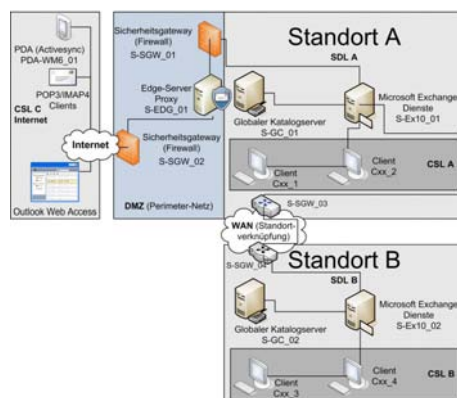 PDA (Activesync)
PDA-WM6_01
POP3/IMAP4
Clients
CSL C
Internet
Outlook Web Access
Internet
Sicherheitsgateway
(Firewall)
S-SGW_01
Edge-Server
Proxy
S-EDG_01
Sicherheitsgateway
(Firewall)
S-SGW_02
DMZ (Perimeter-Netz)
Standort A
SDL A
Microsoft Exchange
Dienste
S-Ex10_01
Globaler Katalogserver
S-GC_01
Client
Cxx_1
Client
Cxx_2
CSL A
S-SGW_03
WAN (Standort-
verknüpfung)
S-SGW_04
Standort B
SDL B
Microsoft Exchange
Dienste
S-Ex10_02
Globaler Katalogserver
S-GC_02
Client
Cxx_3
Client
Cxx_4
CSL B